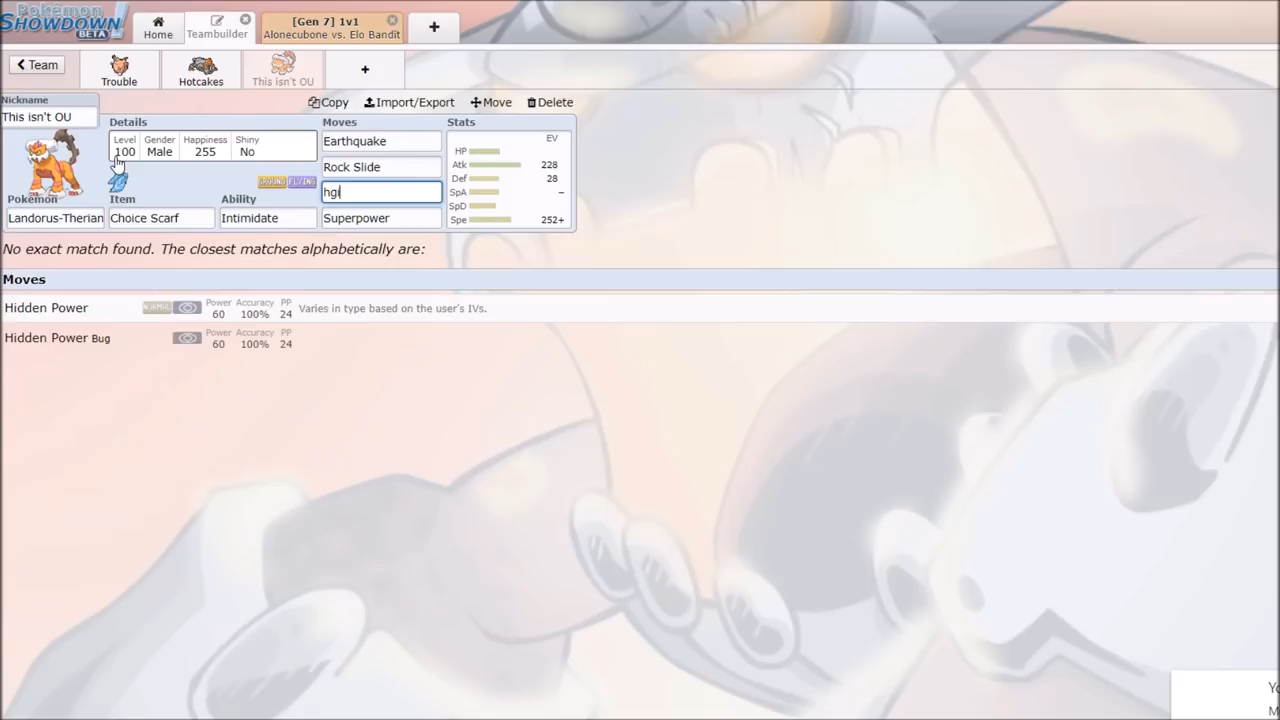 POKÉMON
SHOWDOWN!
BETA
Home
Teambuilder
[Gen 7] 1v1
Alonecubone vs. Elo Bandit
+
Team
Trouble
Hotcakes
This isn't OU
+
Nickname
This isn't OU
Copy Import/Export Move Delete
Details
Level Gender Happiness Shiny
100 Male 255 No
GROUND FLYING
Pokémon
Landorus-Therian
Item
Choice Scarf
Ability
Intimidate
Moves
Earthquake
Rock Slide
hgi
Superpower
Stats
EV
HP
Atk 228
Def 28
SpA –
SpD
Spe 252+
No exact match found. The closest matches alphabetically are:
Moves
Hidden Power NORMAL Power Accuracy PP
60 100% 24 Varies in type based on the user's IVs.
Hidden Power Bug Power Accuracy PP
60 100% 24